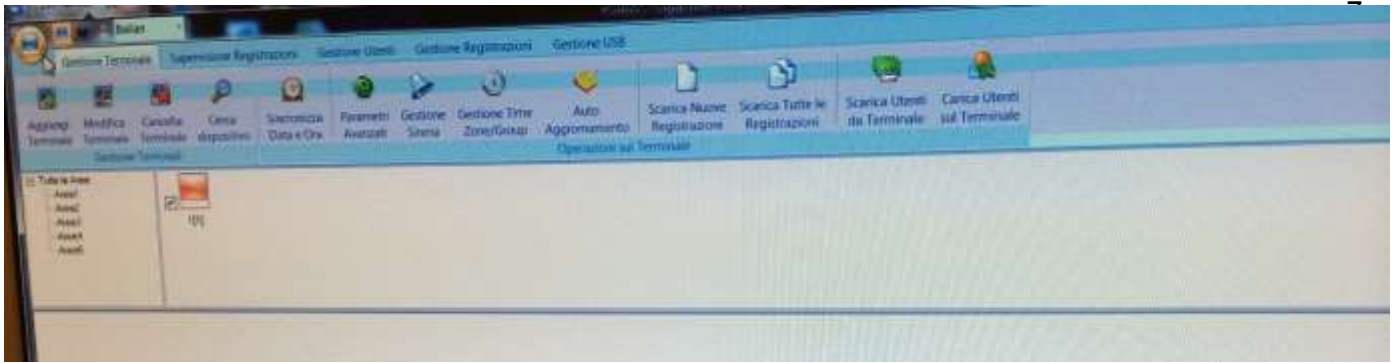 Italian
Gestione Terminale Supervisione Registrazioni Gestione Utenti Gestione Registrazioni Gestione USB
Aggiungi Terminale
Modifica Terminale
Cancella Terminale
Cerca dispositivo
Sincronizza Data e Ora
Parametri Avanzati
Gestione Sirena
Gestione Time Zone/Group
Auto Aggiornamento
Scarica Nuove Registrazioni
Scarica Tutte le Registrazioni
Scarica Utenti da Terminale
Carica Utenti sul Terminale
Gestione Terminali
Operazioni sul Terminale
Tutte le Aree
Area1
Area2
Area3
Area4
Area5